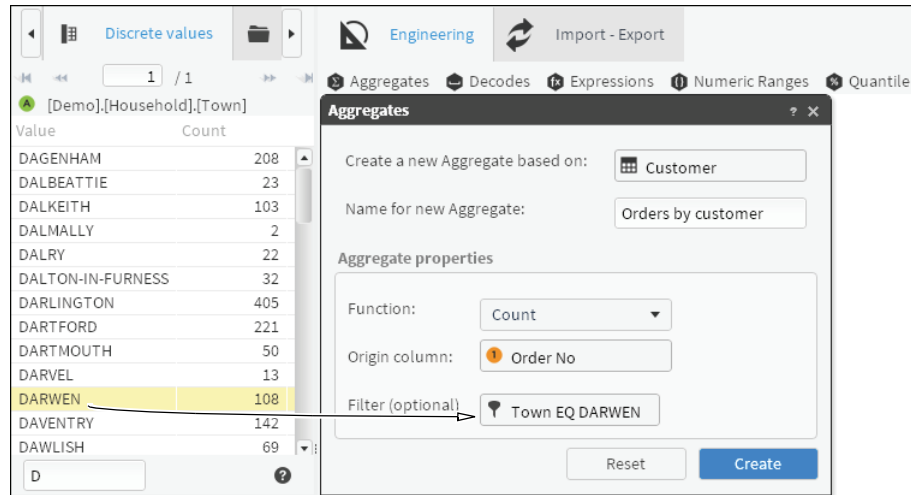 Discrete values
Engineering
Import - Export
1 / 1
Aggregates
Decodes
Expressions
Numeric Ranges
Quantile
A [Demo].[Household].[Town]
Value Count
DAGENHAM 208
DALBEATTIE 23
DALKEITH 103
DALMALLY 2
DALRY 22
DALTON-IN-FURNESS 32
DARLINGTON 405
DARTFORD 221
DARTMOUTH 50
DARVEL 13
DARWEN 108
DAVENTRY 142
DAWLISH 69
D ?
Aggregates ? ×
Create a new Aggregate based on: Customer
Name for new Aggregate: Orders by customer
Aggregate properties
Function: Count
Origin column: 1 Order No
Filter (optional) Town EQ DARWEN
Reset Create